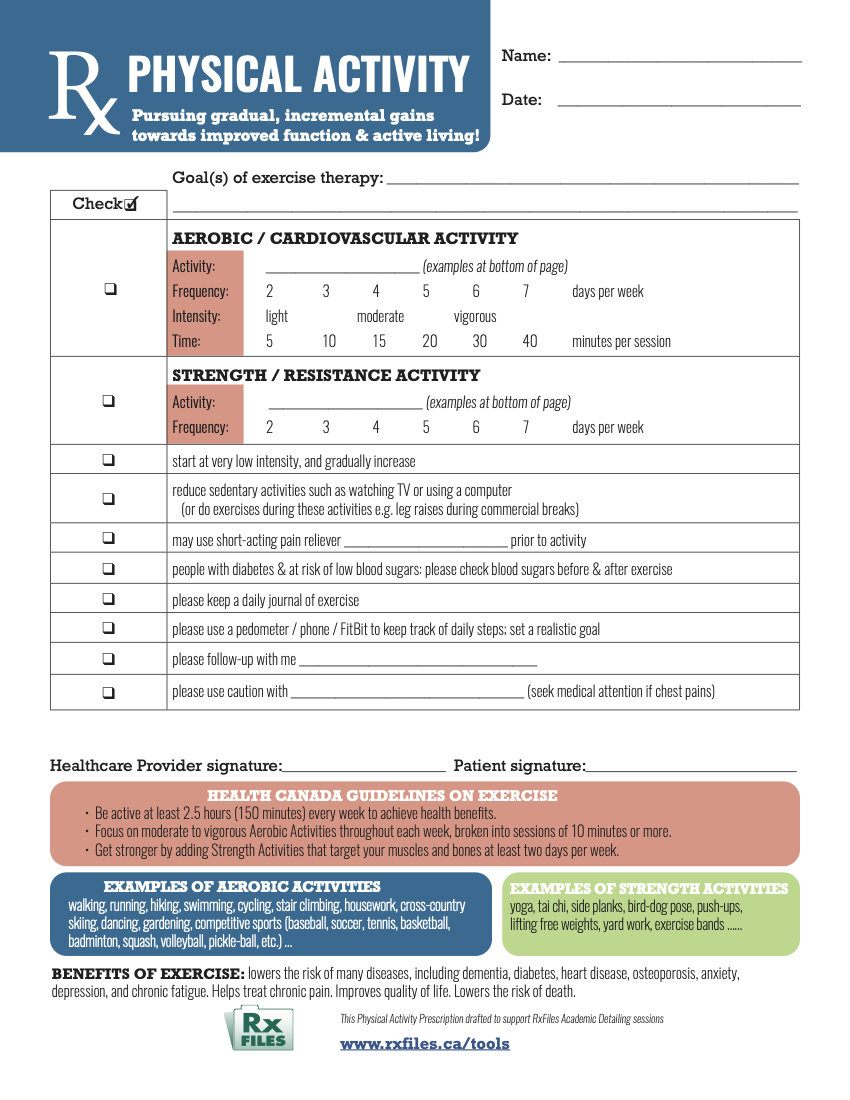 Rx PHYSICAL ACTIVITY
Pursuing gradual, incremental gains
towards improved function & active living!
Name: ____________________
Date: ____________________
Goal(s) of exercise therapy: ____________________
Check ☑ ____________________
AEROBIC / CARDIOVASCULAR ACTIVITY
❑
Activity: ____________________ (examples at bottom of page)
Frequency: 2 3 4 5 6 7 days per week
Intensity: light moderate vigorous
Time: 5 10 15 20 30 40 minutes per session
STRENGTH / RESISTANCE ACTIVITY
❑ Activity: ____________________ (examples at bottom of page)
Frequency: 2 3 4 5 6 7 days per week
❑ start at very low intensity, and gradually increase
❑ reduce sedentary activities such as watching TV or using a computer
(or do exercises during these activities e.g. leg raises during commercial breaks)
❑ may use short-acting pain reliever ____________________ prior to activity
❑ people with diabetes & at risk of low blood sugars: please check blood sugars before & after exercise
❑ please keep a daily journal of exercise
❑ please use a pedometer / phone / FitBit to keep track of daily steps; set a realistic goal
❑ please follow-up with me ____________________
❑ please use caution with ____________________ (seek medical attention if chest pains)
Healthcare Provider signature:____________________ Patient signature:____________________
HEALTH CANADA GUIDELINES ON EXERCISE
• Be active at least 2.5 hours (150 minutes) every week to achieve health benefits.
• Focus on moderate to vigorous Aerobic Activities throughout each week, broken into sessions of 10 minutes or more.
• Get stronger by adding Strength Activities that target your muscles and bones at least two days per week.
EXAMPLES OF AEROBIC ACTIVITIES
walking, running, hiking, swimming, cycling, stair climbing, housework, cross-country
skiing, dancing, gardening, competitive sports (baseball, soccer, tennis, basketball,
badminton, squash, volleyball, pickle-ball, etc.) ...
EXAMPLES OF STRENGTH ACTIVITIES
yoga, tai chi, side planks, bird-dog pose, push-ups,
lifting free weights, yard work, exercise bands ......
BENEFITS OF EXERCISE: lowers the risk of many diseases, including dementia, diabetes, heart disease, osteoporosis, anxiety,
depression, and chronic fatigue. Helps treat chronic pain. Improves quality of life. Lowers the risk of death.
Rx
FILES
This Physical Activity Prescription drafted to support RxFiles Academic Detailing sessions
www.rxfiles.ca/tools